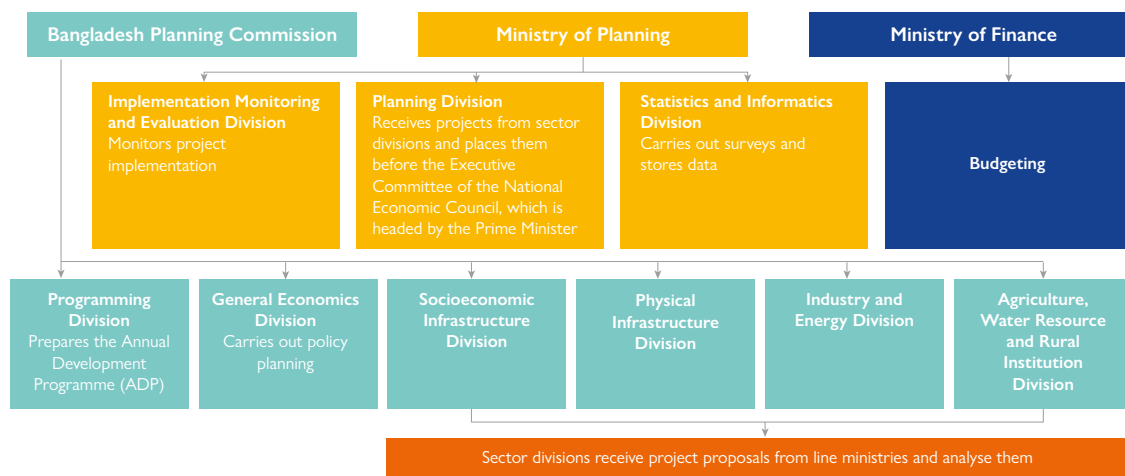 Bangladesh Planning Commission
Ministry of Planning
Ministry of Finance
Implementation Monitoring
and Evaluation Division
Monitors project
implementation
Planning Division
Receives projects from sector
divisions and places them
before the Executive
Committee of the National
Economic Council, which is
headed by the Prime Minister
Statistics and Informatics
Division
Carries out surveys and
stores data
Budgeting
Programming
Division
Prepares the Annual
Development
Programme (ADP)
General Economics
Division
Carries out policy
planning
Socioeconomic
Infrastructure
Division
Physical
Infrastructure
Division
Industry and
Energy Division
Agriculture,
Water Resource
and Rural
Institution
Division
Sector divisions receive project proposals from line ministries and analyse them